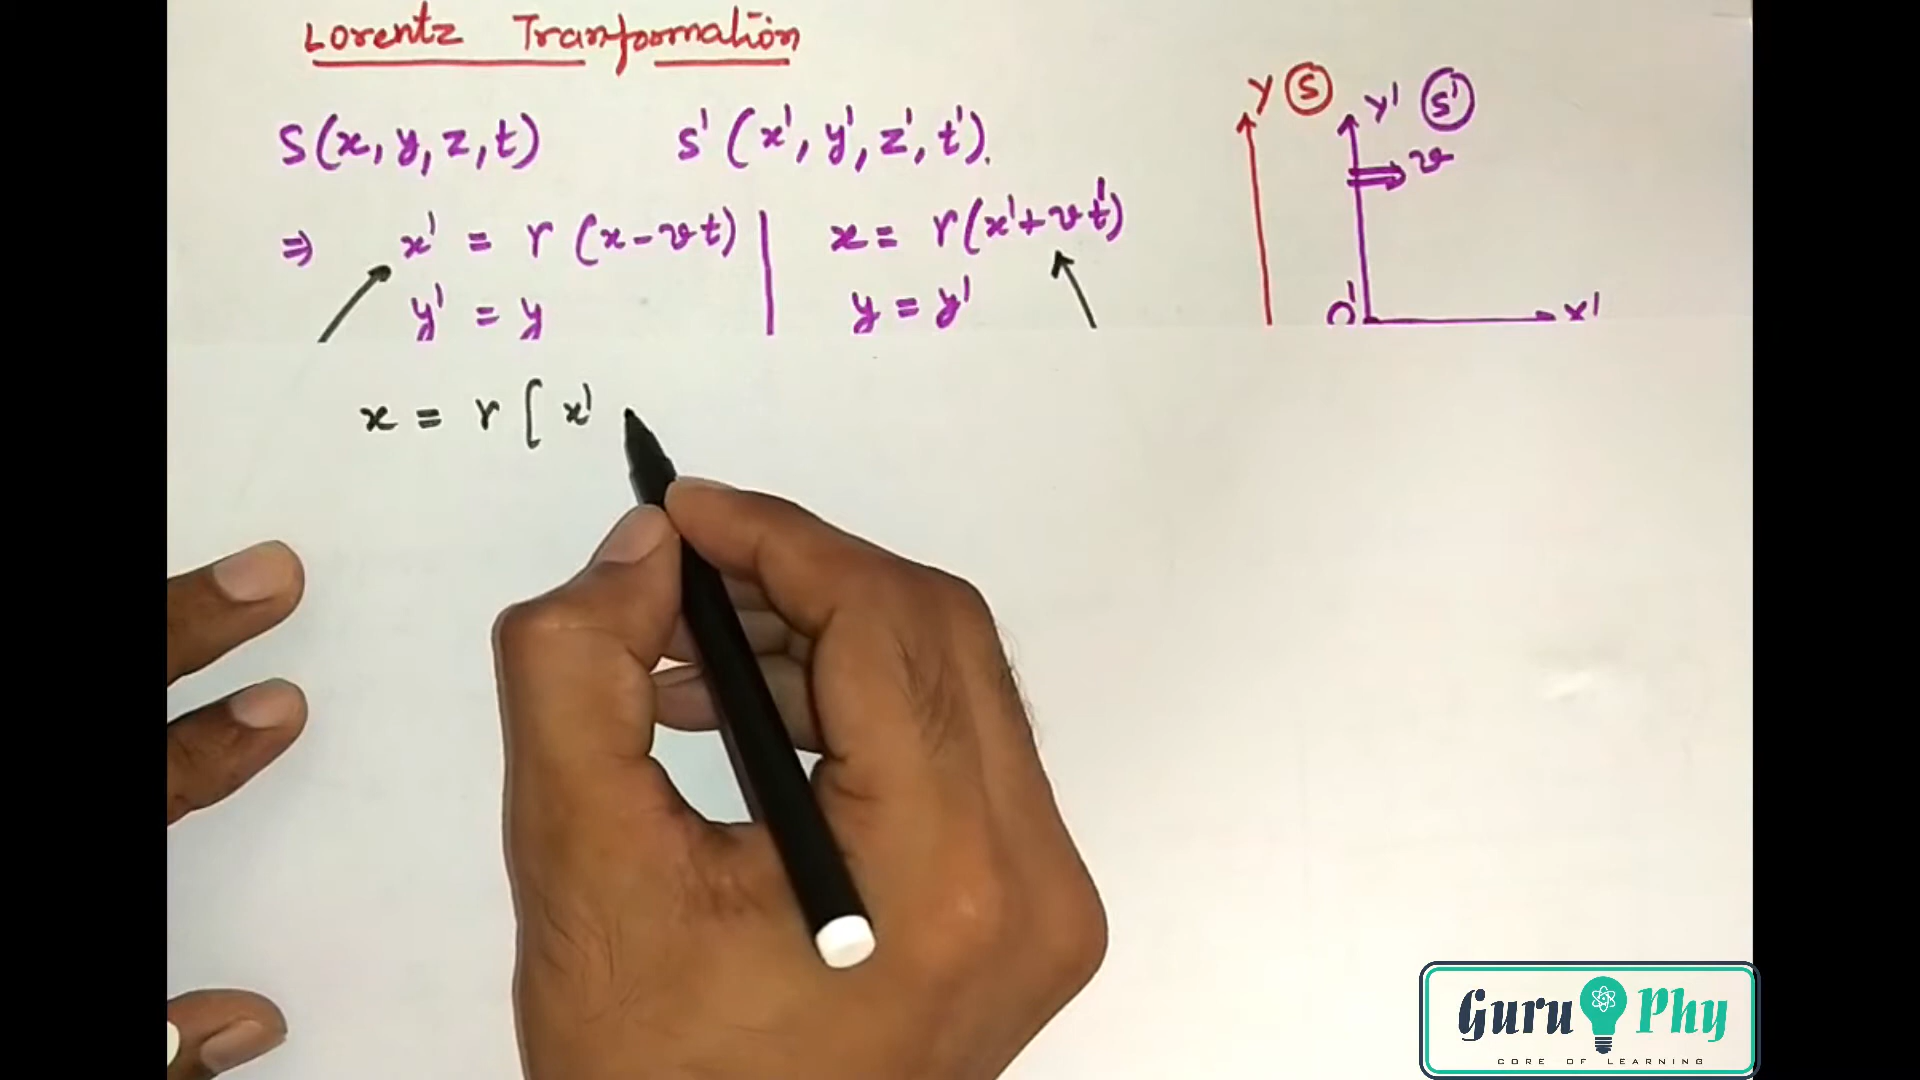 Lorentz Tranformation
S(x, y, z, t) S' (x', y', z', t').
⇒ x' = r (x - vt) | x = r(x' + vt')
y' = y | y = y'
x = r [ x'
Y S Y' S'
v
O' X'
Guru Phy
CORE OF LEARNING